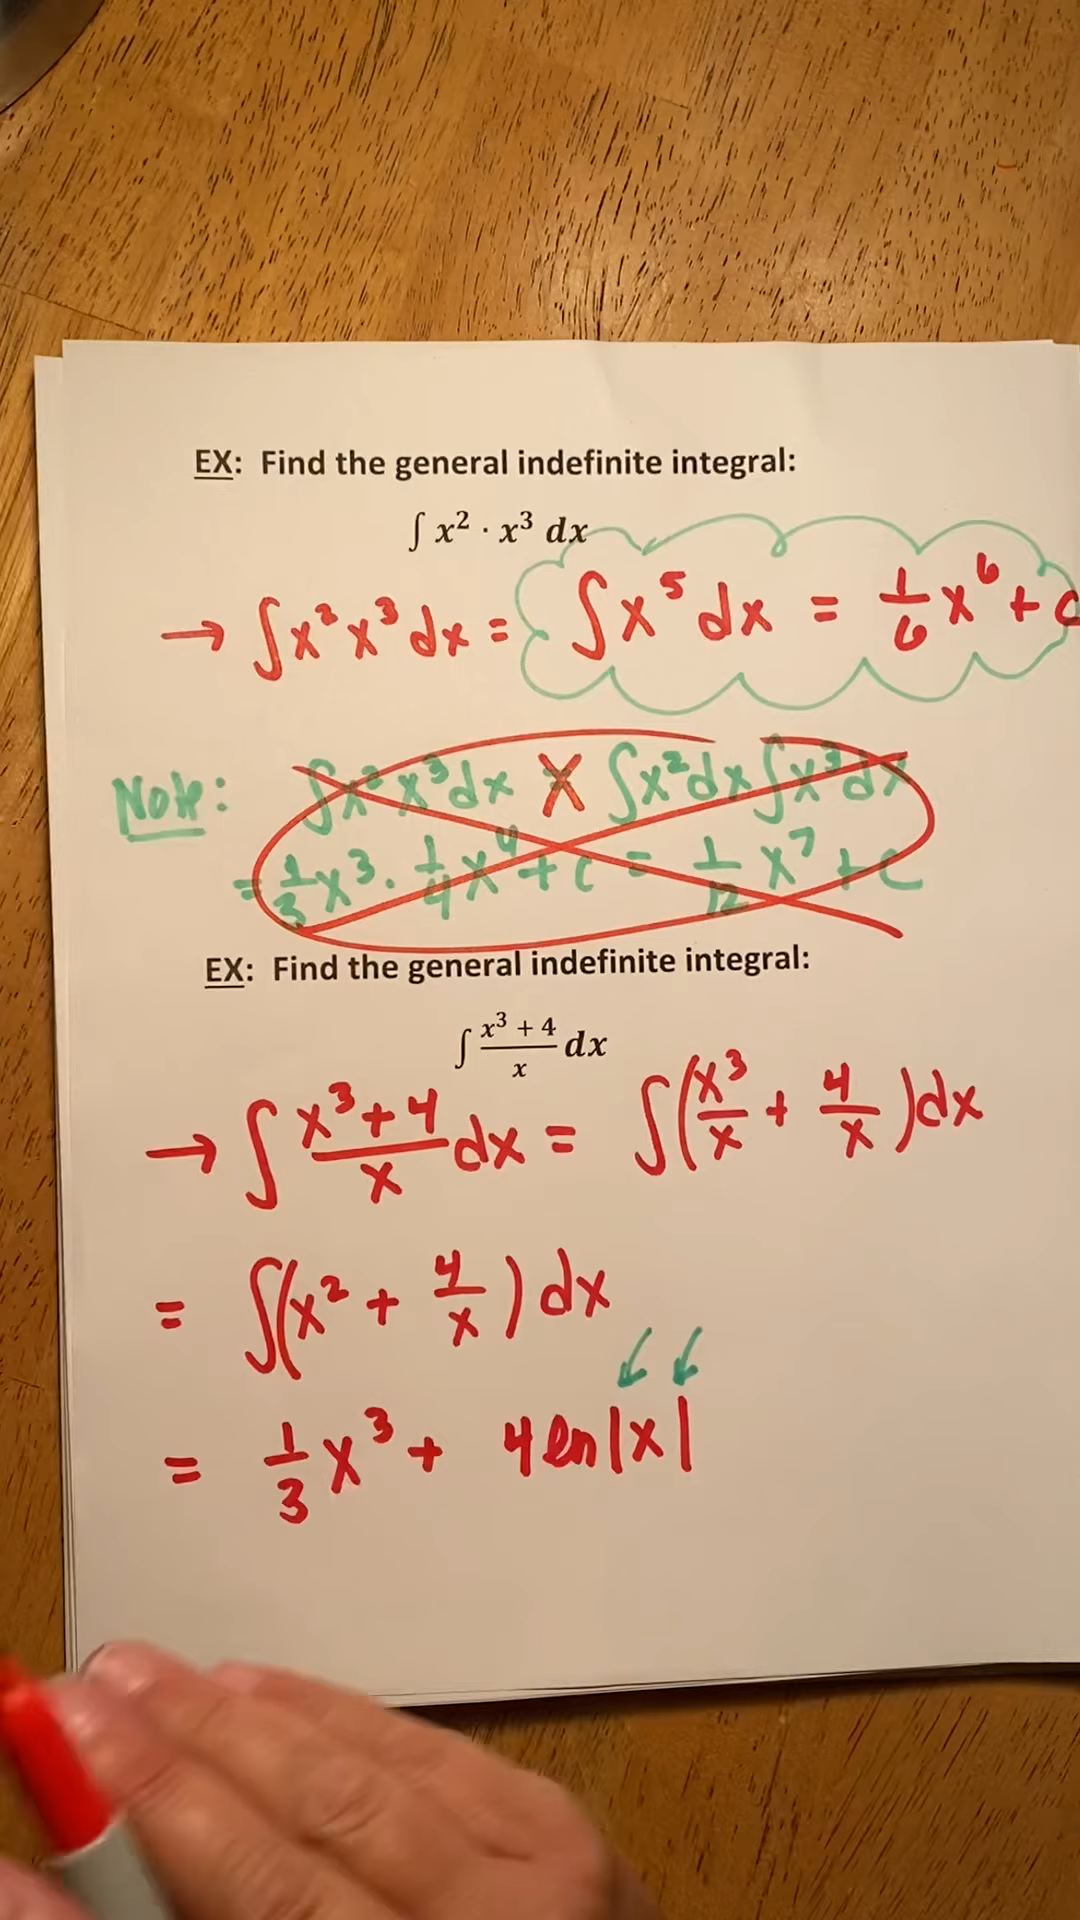 EX: Find the general indefinite integral:
∫ x² · x³ dx
→ ∫x²x³dx = ∫x⁵dx = 1/6 x⁶ + c
Note: ∫x²x³dx X ∫x²dx ∫x³dx
= 1/3 x³ · 1/4 x⁴ + c = 1/12 x⁷ + c
EX: Find the general indefinite integral:
∫ (x³ + 4)/x dx
→ ∫ (x³+4)/x dx = ∫(x³/x + 4/x)dx
= ∫(x² + 4/x) dx
= 1/3 x³ + 4 ln|x|